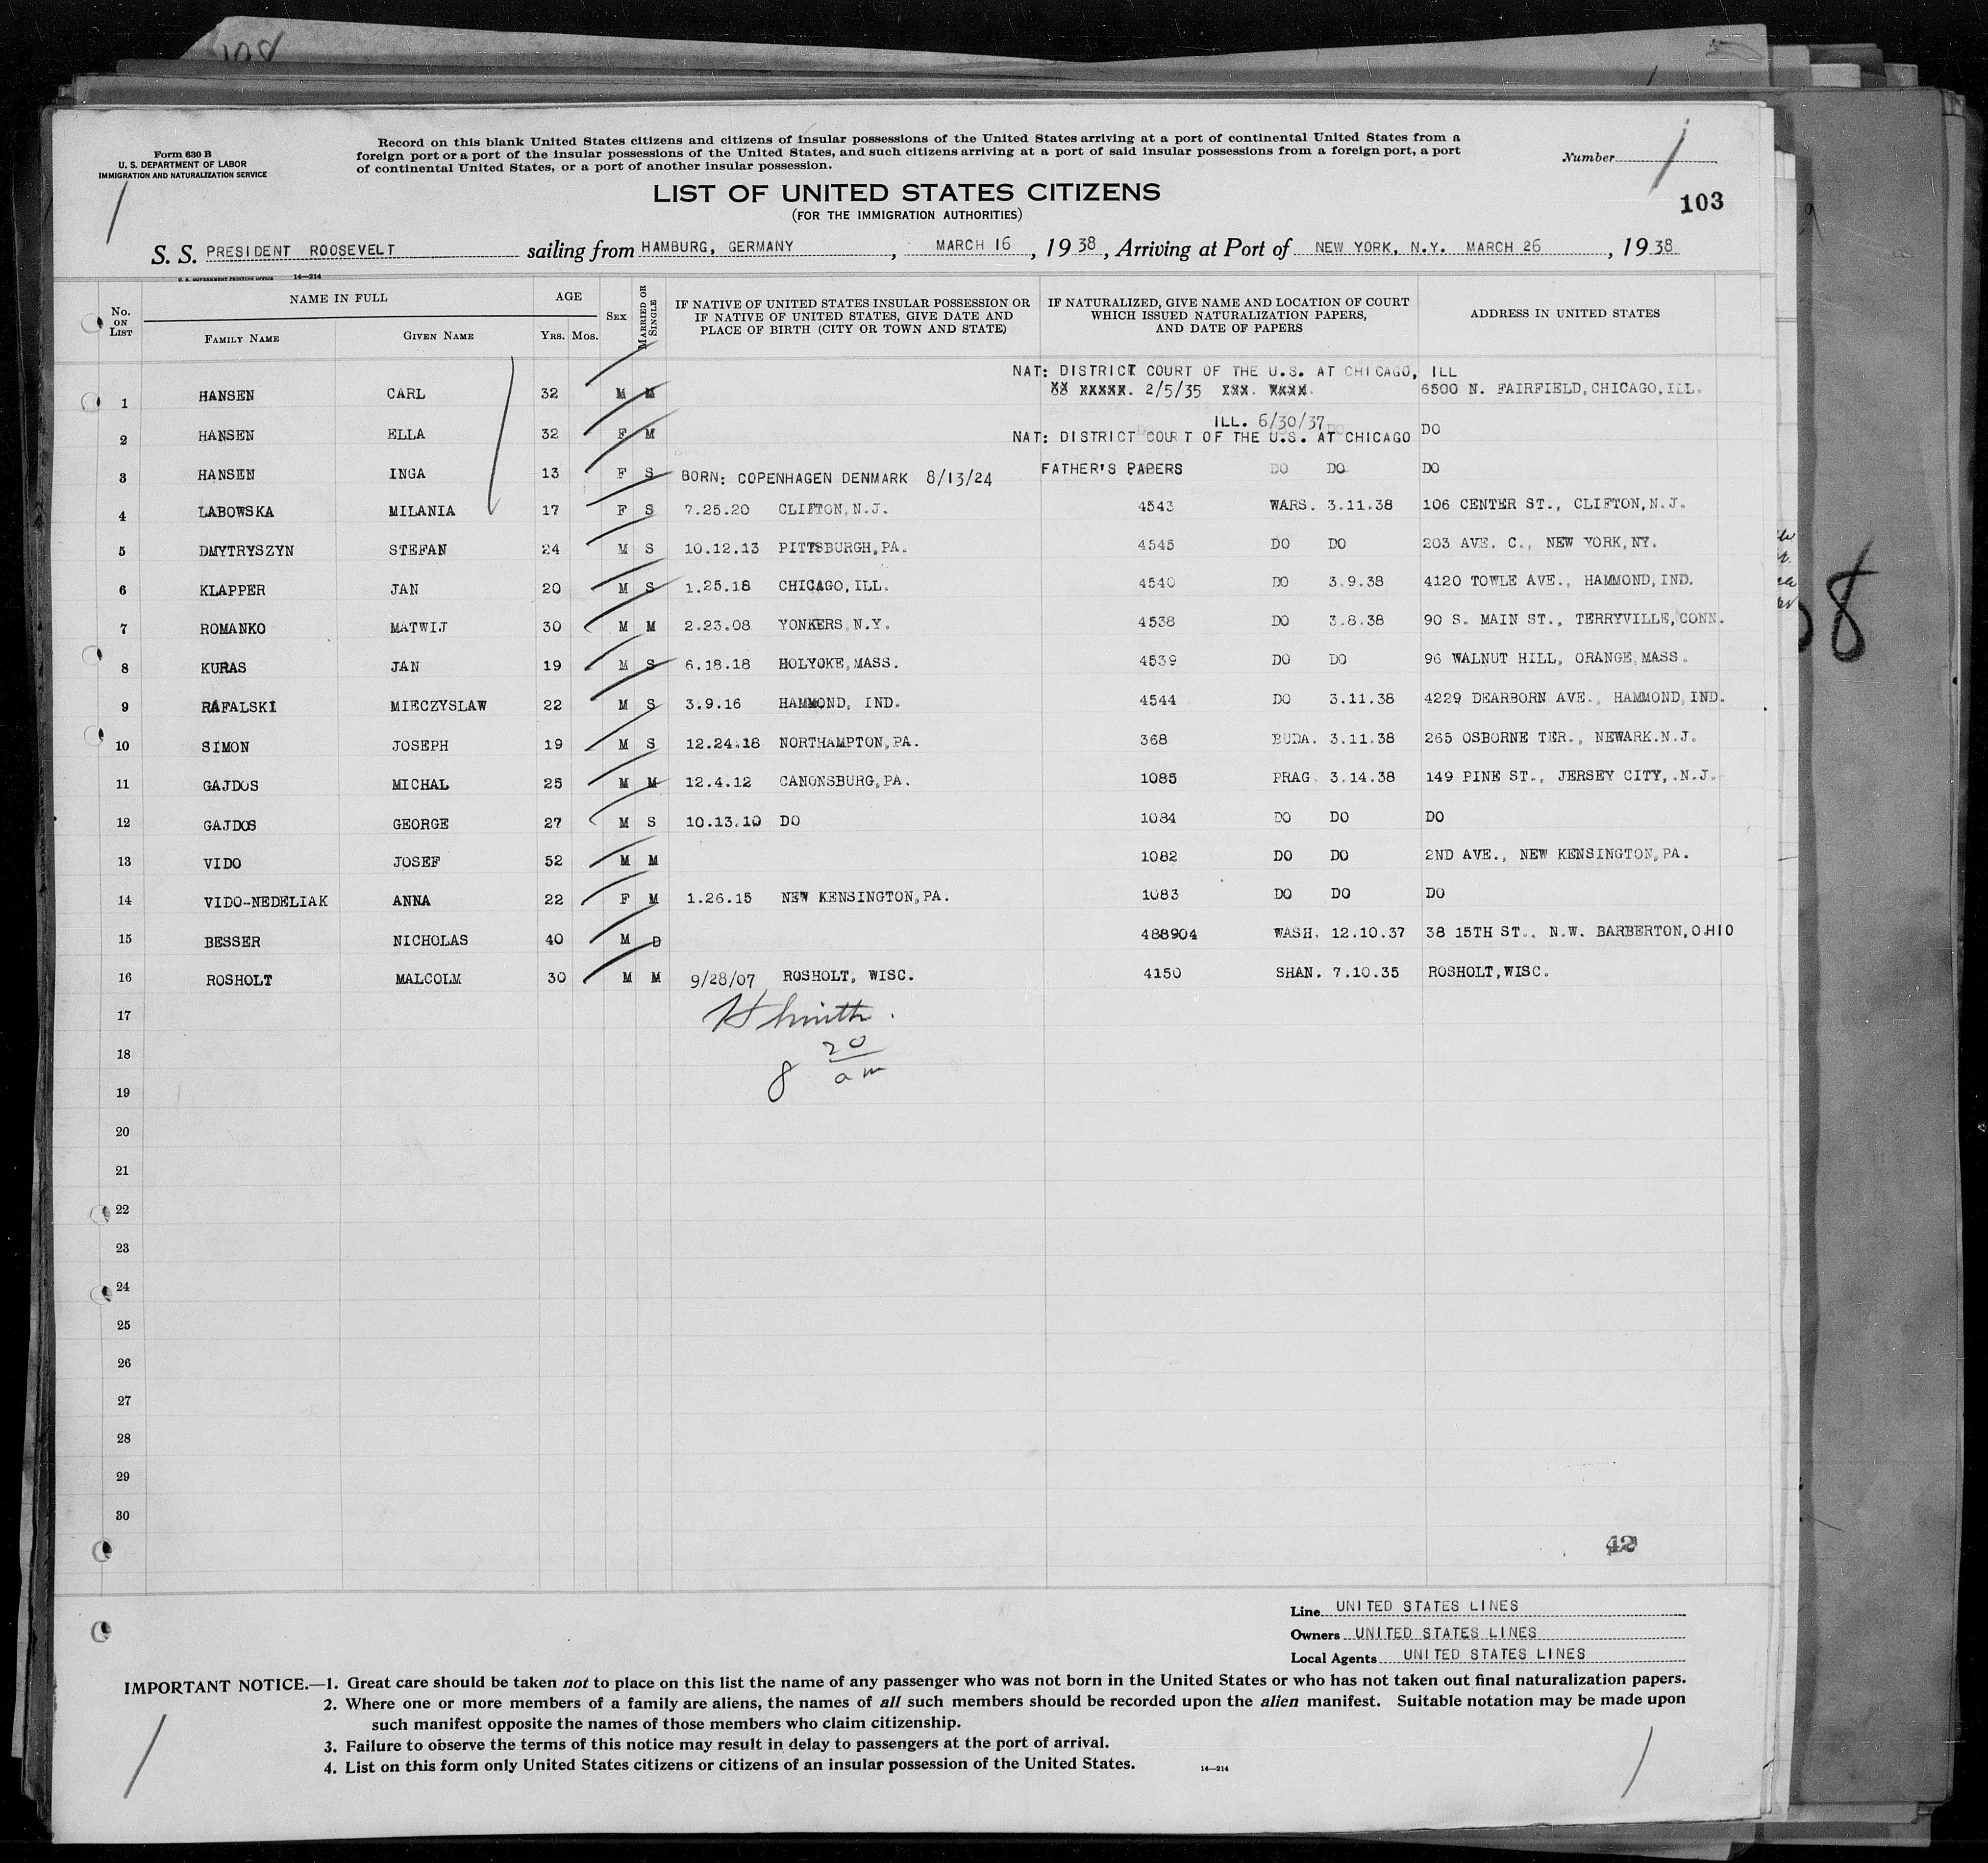 108
Form 630 B
U. S. DEPARTMENT OF LABOR
IMMIGRATION AND NATURALIZATION SERVICE
Record on this blank United States citizens and citizens of insular possessions of the United States arriving at a port of continental United States from a
foreign port or a port of the insular possessions of the United States, and such citizens arriving at a port of said insular possessions from a foreign port, a port
of continental United States, or a port of another insular possession.
Number
LIST OF UNITED STATES CITIZENS
(FOR THE IMMIGRATION AUTHORITIES)
103
S. S. PRESIDENT ROOSEVELT sailing from HAMBURG, GERMANY, MARCH 16, 1938, Arriving at Port of NEW YORK, N.Y. MARCH 26, 1938
U. S. GOVERNMENT PRINTING OFFICE 14—214
No. ON LIST NAME IN FULL FAMILY NAME GIVEN NAME AGE YRS. MOS. SEX MARRIED OR SINGLE IF NATIVE OF UNITED STATES INSULAR POSSESSION OR IF NATIVE OF UNITED STATES, GIVE DATE AND PLACE OF BIRTH (CITY OR TOWN AND STATE) IF NATURALIZED, GIVE NAME AND LOCATION OF COURT WHICH ISSUED NATURALIZATION PAPERS, AND DATE OF PAPERS ADDRESS IN UNITED STATES
NAT: DISTRICT COURT OF THE U.S. AT CHICAGO, ILL
1 HANSEN CARL 32 M M XX XXXXX. 2/5/35 XXX. XXXX. 6500 N. FAIRFIELD, CHICAGO, ILL.
ILL. 6/30/37
2 HANSEN ELLA 32 F M NAT: DISTRICT COURT OF THE U.S. AT CHICAGO DO
3 HANSEN INGA 13 F S BORN: COPENHAGEN DENMARK 8/13/24 FATHER'S PAPERS DO DO DO
4 LABOWSKA MILANIA 17 F S 7.25.20 CLIFTON, N.J. 4543 WARS. 3.11.38 106 CENTER ST., CLIFTON, N.J.
5 DMYTRYSZYN STEFAN 24 M S 10.12.13 PITTSBURGH, PA. 4545 DO DO 203 AVE. C., NEW YORK, NY.
6 KLAPPER JAN 20 M S 1.25.18 CHICAGO, ILL. 4540 DO 3.9.38 4120 TOWLE AVE., HAMMOND, IND.
7 ROMANKO MATWIJ 30 M M 2.23.08 YONKERS, N.Y. 4538 DO 3.8.38 90 S. MAIN ST., TERRYVILLE, CONN.
8 KURAS JAN 19 M S 6.18.18 HOLYOKE, MASS. 4539 DO DO 96 WALNUT HILL, ORANGE, MASS.
9 RAFALSKI MIECZYSLAW 22 M S 3.9.16 HAMMOND, IND. 4544 DO 3.11.38 4229 DEARBORN AVE., HAMMOND, IND.
10 SIMON JOSEPH 19 M S 12.24.18 NORTHAMPTON, PA. 368 BUDA. 3.11.38 265 OSBORNE TER., NEWARK.N.J.
11 GAJDOS MICHAL 25 M M 12.4.12 CANONSBURG, PA. 1085 PRAG. 3.14.38 149 PINE ST., JERSEY CITY, .N.J.
12 GAJDOS GEORGE 27 M S 10.13.10 DO 1084 DO DO DO
13 VIDO JOSEF 52 M M 1082 DO DO 2ND AVE., NEW KENSINGTON, PA.
14 VIDO-NEDELIAK ANNA 22 F M 1.26.15 NEW KENSINGTON, PA. 1083 DO DO DO
15 BESSER NICHOLAS 40 M D 488904 WASH. 12.10.37 38 15TH ST., N.W. BARBERTON, OHIO
16 ROSHOLT MALCOLM 30 M M 9/28/07 ROSHOLT, WISC. 4150 SHAN. 7.10.35 ROSHOLT, WISC.
17
18
19
20
21
22
23
24
25
26
27
28
29
30
H Smith.
8 20 am
8
42
Line UNITED STATES LINES
Owners UNITED STATES LINES
Local Agents UNITED STATES LINES
IMPORTANT NOTICE.—1. Great care should be taken not to place on this list the name of any passenger who was not born in the United States or who has not taken out final naturalization papers.
2. Where one or more members of a family are aliens, the names of all such members should be recorded upon the alien manifest. Suitable notation may be made upon
such manifest opposite the names of those members who claim citizenship.
3. Failure to observe the terms of this notice may result in delay to passengers at the port of arrival.
4. List on this form only United States citizens or citizens of an insular possession of the United States.
14—214